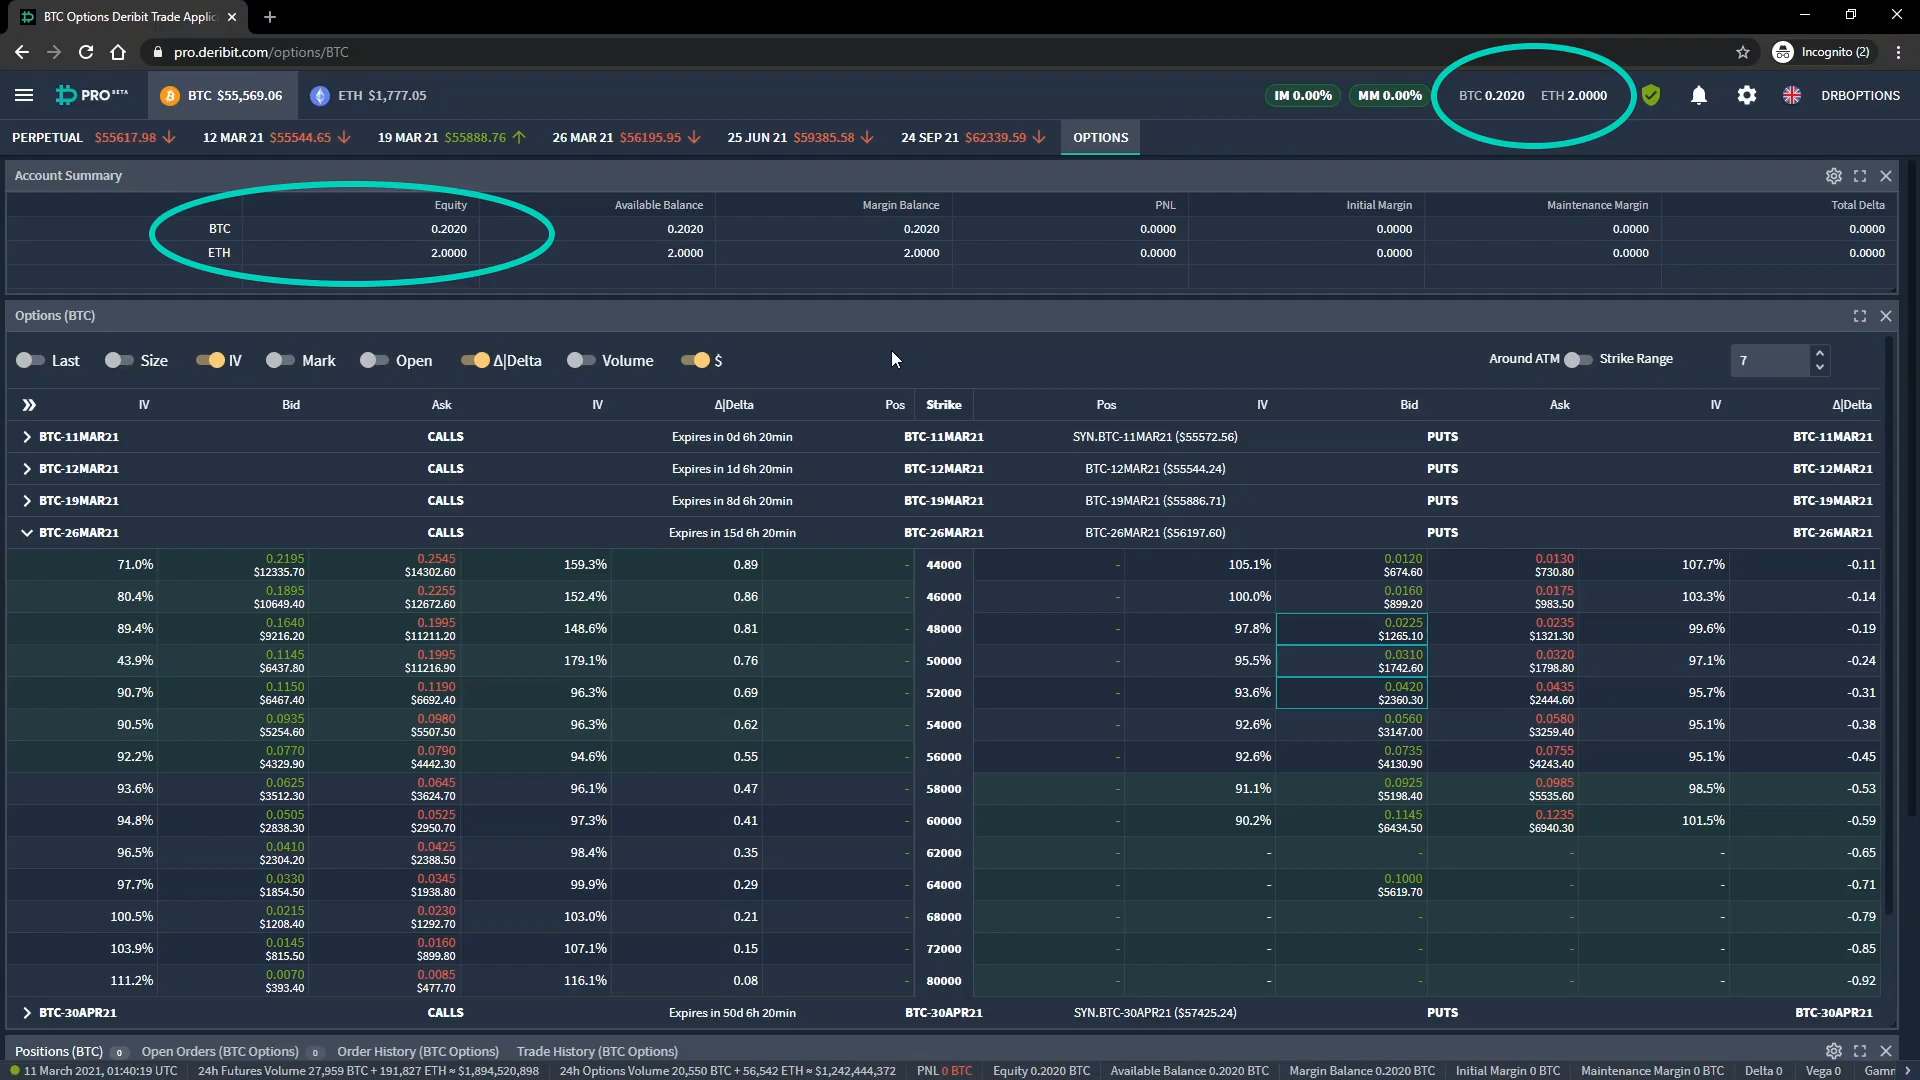 BTC Options Deribit Trade Applic
pro.deribit.com/options/BTC
Incognito (2)
PRO BETA BTC $55,569.06 ETH $1,777.05 IM 0.00% MM 0.00% BTC 0.2020 ETH 2.0000 DRBOPTIONS
PERPETUAL $55617.98 12 MAR 21 $55544.65 19 MAR 21 $55888.76 26 MAR 21 $56195.95 25 JUN 21 $59385.58 24 SEP 21 $62339.59 OPTIONS
Account Summary
Equity Available Balance Margin Balance PNL Initial Margin Maintenance Margin Total Delta
BTC 0.2020 0.2020 0.2020 0.0000 0.0000 0.0000 0.0000
ETH 2.0000 2.0000 2.0000 0.0000 0.0000 0.0000 0.0000
Options (BTC)
Last Size IV Mark Open Δ|Delta Volume $ Around ATM Strike Range 7
IV Bid Ask IV Δ|Delta Pos Strike Pos IV Bid Ask IV Δ|Delta
BTC-11MAR21 CALLS Expires in 0d 6h 20min BTC-11MAR21 SYN.BTC-11MAR21 ($55572.56) PUTS BTC-11MAR21
BTC-12MAR21 CALLS Expires in 1d 6h 20min BTC-12MAR21 BTC-12MAR21 ($55544.24) PUTS BTC-12MAR21
BTC-19MAR21 CALLS Expires in 8d 6h 20min BTC-19MAR21 BTC-19MAR21 ($55886.71) PUTS BTC-19MAR21
BTC-26MAR21 CALLS Expires in 15d 6h 20min BTC-26MAR21 BTC-26MAR21 ($56197.60) PUTS BTC-26MAR21
0.2195 0.2545 0.0120 0.0130
71.0% $12335.70 $14302.60 159.3% 0.89 - 44000 - 105.1% $674.60 $730.80 107.7% -0.11
0.1895 0.2255 0.0160 0.0175
80.4% $10649.40 $12672.60 152.4% 0.86 - 46000 - 100.0% $899.20 $983.50 103.3% -0.14
0.1640 0.1995 0.0225 0.0235
89.4% $9216.20 $11211.20 148.6% 0.81 - 48000 - 97.8% $1265.10 $1321.30 99.6% -0.19
0.1145 0.1995 0.0310 0.0320
43.9% $6437.80 $11216.90 179.1% 0.76 - 50000 - 95.5% $1742.60 $1798.80 97.1% -0.24
0.1150 0.1190 0.0420 0.0435
90.7% $6467.40 $6692.40 96.3% 0.69 - 52000 - 93.6% $2360.30 $2444.60 95.7% -0.31
0.0935 0.0980 0.0560 0.0580
90.5% $5254.60 $5507.50 96.3% 0.62 - 54000 - 92.6% $3147.00 $3259.40 95.1% -0.38
0.0770 0.0790 0.0735 0.0755
92.2% $4329.90 $4442.30 94.6% 0.55 - 56000 - 92.6% $4130.90 $4243.40 95.1% -0.45
0.0625 0.0645 0.0925 0.0985
93.6% $3512.30 $3624.70 96.1% 0.47 - 58000 - 91.1% $5198.40 $5535.60 98.5% -0.53
0.0505 0.0525 0.1145 0.1235
94.8% $2838.30 $2950.70 97.3% 0.41 - 60000 - 90.2% $6434.50 $6940.30 101.5% -0.59
0.0410 0.0425
96.5% $2304.20 $2388.50 98.4% 0.35 - 62000 - - - - - -0.65
0.0330 0.0345 0.1000
97.7% $1854.50 $1938.80 99.9% 0.29 - 64000 - - $5619.70 - - -0.71
0.0215 0.0230
100.5% $1208.40 $1292.70 103.0% 0.21 - 68000 - - - - - -0.79
0.0145 0.0160
103.9% $815.50 $899.80 107.1% 0.15 - 72000 - - - - - -0.85
0.0070 0.0085
111.2% $393.40 $477.70 116.1% 0.08 - 80000 - - - - - -0.92
BTC-30APR21 CALLS Expires in 50d 6h 20min BTC-30APR21 SYN.BTC-30APR21 ($57425.24) PUTS BTC-30APR21
Positions (BTC) 0 Open Orders (BTC Options) 0 Order History (BTC Options) Trade History (BTC Options)
11 March 2021, 01:40:19 UTC 24h Futures Volume 27,959 BTC + 191,827 ETH ≈ $1,894,520,898 24h Options Volume 20,550 BTC + 56,542 ETH ≈ $1,242,444,372 PNL 0 BTC Equity 0.2020 BTC Available Balance 0.2020 BTC Margin Balance 0.2020 BTC Initial Margin 0 BTC Maintenance Margin 0 BTC Delta 0 Vega 0 Gamm